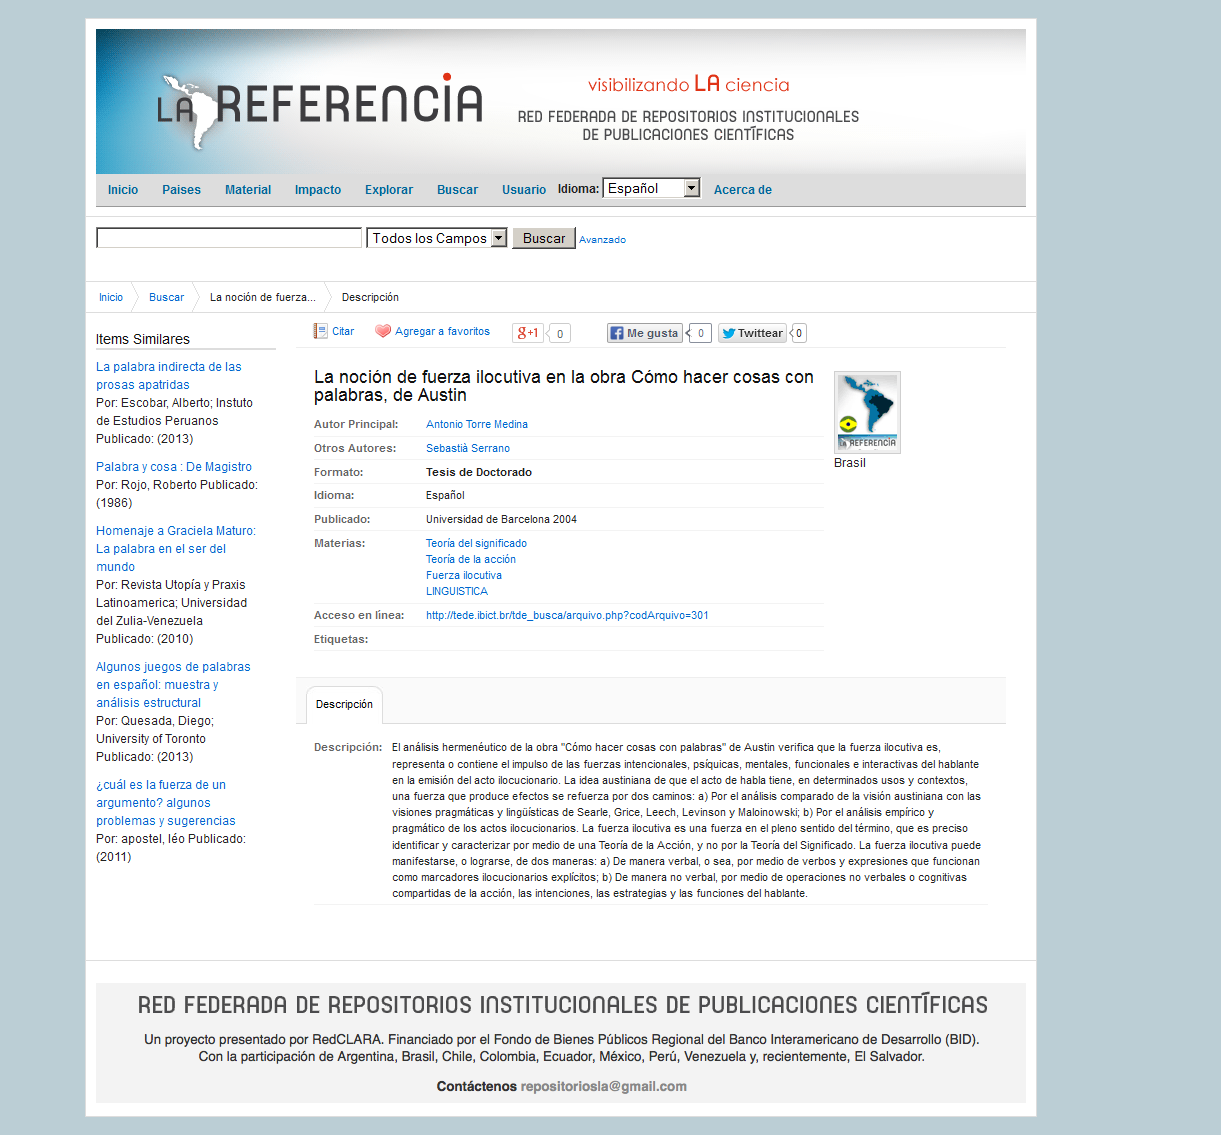 LA REFERENCIA
visibilizando LA ciencia
RED FEDERADA DE REPOSITORIOS INSTITUCIONALES
DE PUBLICACIONES CIENTÍFICAS
Inicio Paises Material Impacto Explorar Buscar Usuario Idioma: Español Acerca de
Todos los Campos Buscar Avanzado
Inicio Buscar La noción de fuerza... Descripción
Items Similares
La palabra indirecta de las
prosas apatridas
Por: Escobar, Alberto; Instuto
de Estudios Peruanos
Publicado: (2013)
Palabra y cosa : De Magistro
Por: Rojo, Roberto Publicado:
(1986)
Homenaje a Graciela Maturo:
La palabra en el ser del
mundo
Por: Revista Utopía y Praxis
Latinoamerica; Universidad
del Zulia-Venezuela
Publicado: (2010)
Algunos juegos de palabras
en español: muestra y
análisis estructural
Por: Quesada, Diego;
University of Toronto
Publicado: (2013)
¿cuál es la fuerza de un
argumento? algunos
problemas y sugerencias
Por: apostel, léo Publicado:
(2011)
Citar Agregar a favoritos g+1 0 Me gusta 0 Twittear 0
La noción de fuerza ilocutiva en la obra Cómo hacer cosas con
palabras, de Austin
Autor Principal: Antonio Torre Medina
Otros Autores: Sebastià Serrano
Formato: Tesis de Doctorado
Idioma: Español
Publicado: Universidad de Barcelona 2004
Materias: Teoría del significado
Teoría de la acción
Fuerza ilocutiva
LINGUISTICA
Acceso en línea: http://tede.ibict.br/tde_busca/arquivo.php?codArquivo=301
Etiquetas:
LA REFERENCIA
Brasil
Descripción
Descripción: El análisis hermenéutico de la obra "Cómo hacer cosas con palabras" de Austin verifica que la fuerza ilocutiva es,
representa o contiene el impulso de las fuerzas intencionales, psíquicas, mentales, funcionales e interactivas del hablante
en la emisión del acto ilocucionario. La idea austiniana de que el acto de habla tiene, en determinados usos y contextos,
una fuerza que produce efectos se refuerza por dos caminos: a) Por el análisis comparado de la visión austiniana con las
visiones pragmáticas y lingüísticas de Searle, Grice, Leech, Levinson y Maloinowski; b) Por el análisis empírico y
pragmático de los actos ilocucionarios. La fuerza ilocutiva es una fuerza en el pleno sentido del término, que es preciso
identificar y caracterizar por medio de una Teoría de la Acción, y no por la Teoría del Significado. La fuerza ilocutiva puede
manifestarse, o lograrse, de dos maneras: a) De manera verbal, o sea, por medio de verbos y expresiones que funcionan
como marcadores ilocucionarios explícitos; b) De manera no verbal, por medio de operaciones no verbales o cognitivas
compartidas de la acción, las intenciones, las estrategias y las funciones del hablante.
RED FEDERADA DE REPOSITORIOS INSTITUCIONALES DE PUBLICACIONES CIENTÍFICAS
Un proyecto presentado por RedCLARA. Financiado por el Fondo de Bienes Públicos Regional del Banco Interamericano de Desarrollo (BID).
Con la participación de Argentina, Brasil, Chile, Colombia, Ecuador, México, Perú, Venezuela y, recientemente, El Salvador.
Contáctenos repositoriosla@gmail.com